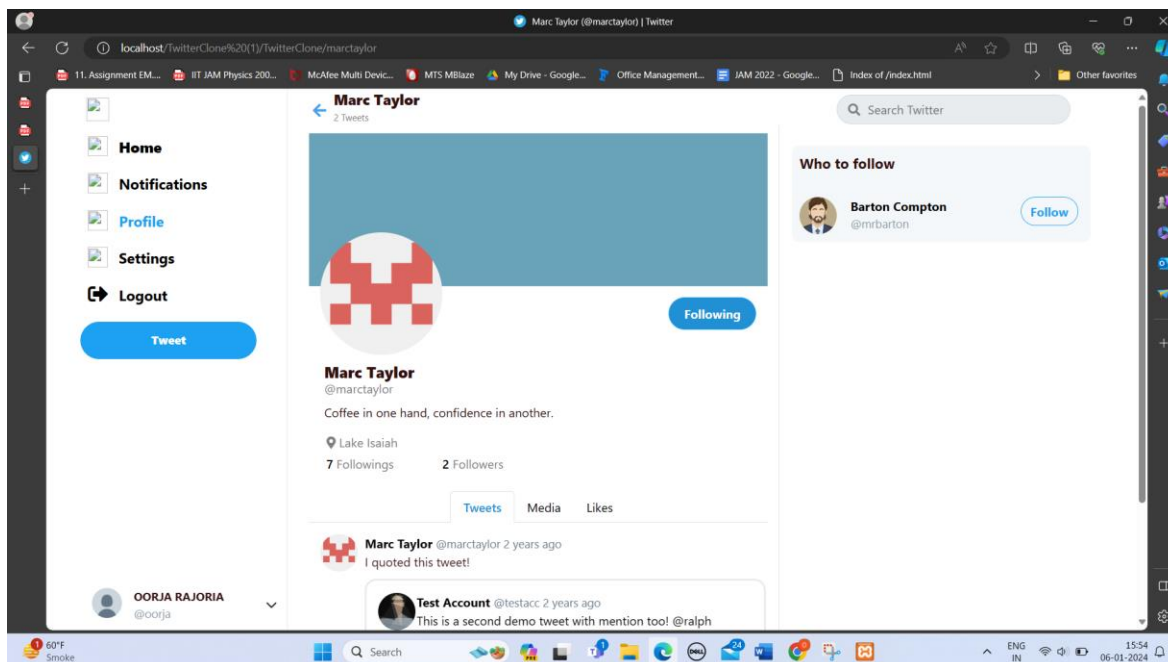 Marc Taylor (@marctaylor) | Twitter
localhost/TwitterClone%20(1)/TwitterClone/marctaylor
11. Assignment EM.... IIT JAM Physics 200... McAfee Multi Devic... MTS MBlaze My Drive - Google... Office Management... JAM 2022 - Google... Index of /index.html Other favorites
Marc Taylor
2 Tweets
Search Twitter
Home
Notifications
Profile
Settings
Logout
Tweet
Who to follow
Barton Compton
@mrbarton
Follow
Following
Marc Taylor
@marctaylor
Coffee in one hand, confidence in another.
Lake Isaiah
7 Followings 2 Followers
Tweets Media Likes
Marc Taylor @marctaylor 2 years ago
I quoted this tweet!
Test Account @testacc 2 years ago
This is a second demo tweet with mention too! @ralph
OORJA RAJORIA
@oorja
60°F
Smoke
Search
ENG
IN
15:54
06-01-2024